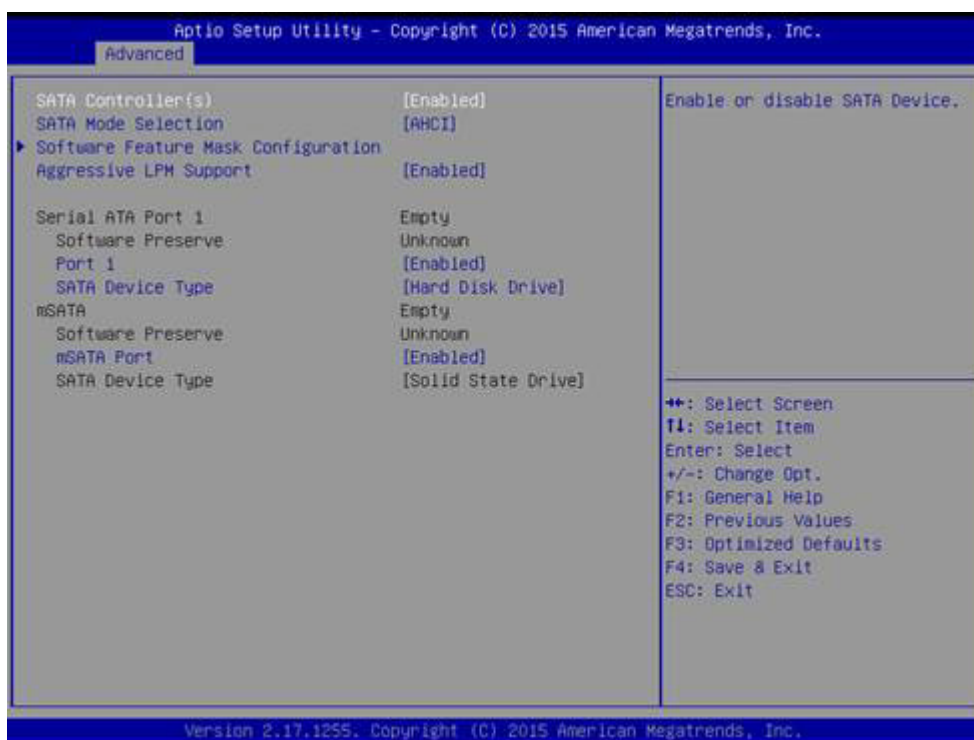 Aptio Setup Utility - Copyright (C) 2015 American Megatrends, Inc.
Advanced
SATA Controller(s) [Enabled]
SATA Mode Selection [AHCI]
Software Feature Mask Configuration
Aggressive LPM Support [Enabled]
Serial ATA Port 1 Empty
Software Preserve Unknown
Port 1 [Enabled]
SATA Device Type [Hard Disk Drive]
mSATA Empty
Software Preserve Unknown
mSATA Port [Enabled]
SATA Device Type [Solid State Drive]
Enable or disable SATA Device.
→←: Select Screen
↑↓: Select Item
Enter: Select
+/-: Change Opt.
F1: General Help
F2: Previous Values
F3: Optimized Defaults
F4: Save & Exit
ESC: Exit
Version 2.17.1255. Copyright (C) 2015 American Megatrends, Inc.